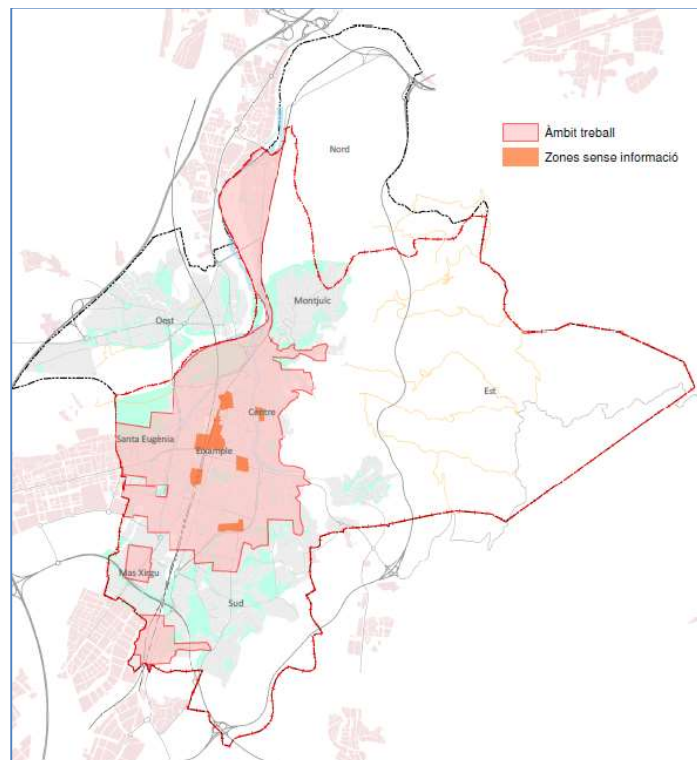 Nord
Àmbit treball
Zones sense informació
Montjuïc
Oest
Est
Centre
Santa Eugènia
Eixample
Mas Xirgu
Sud